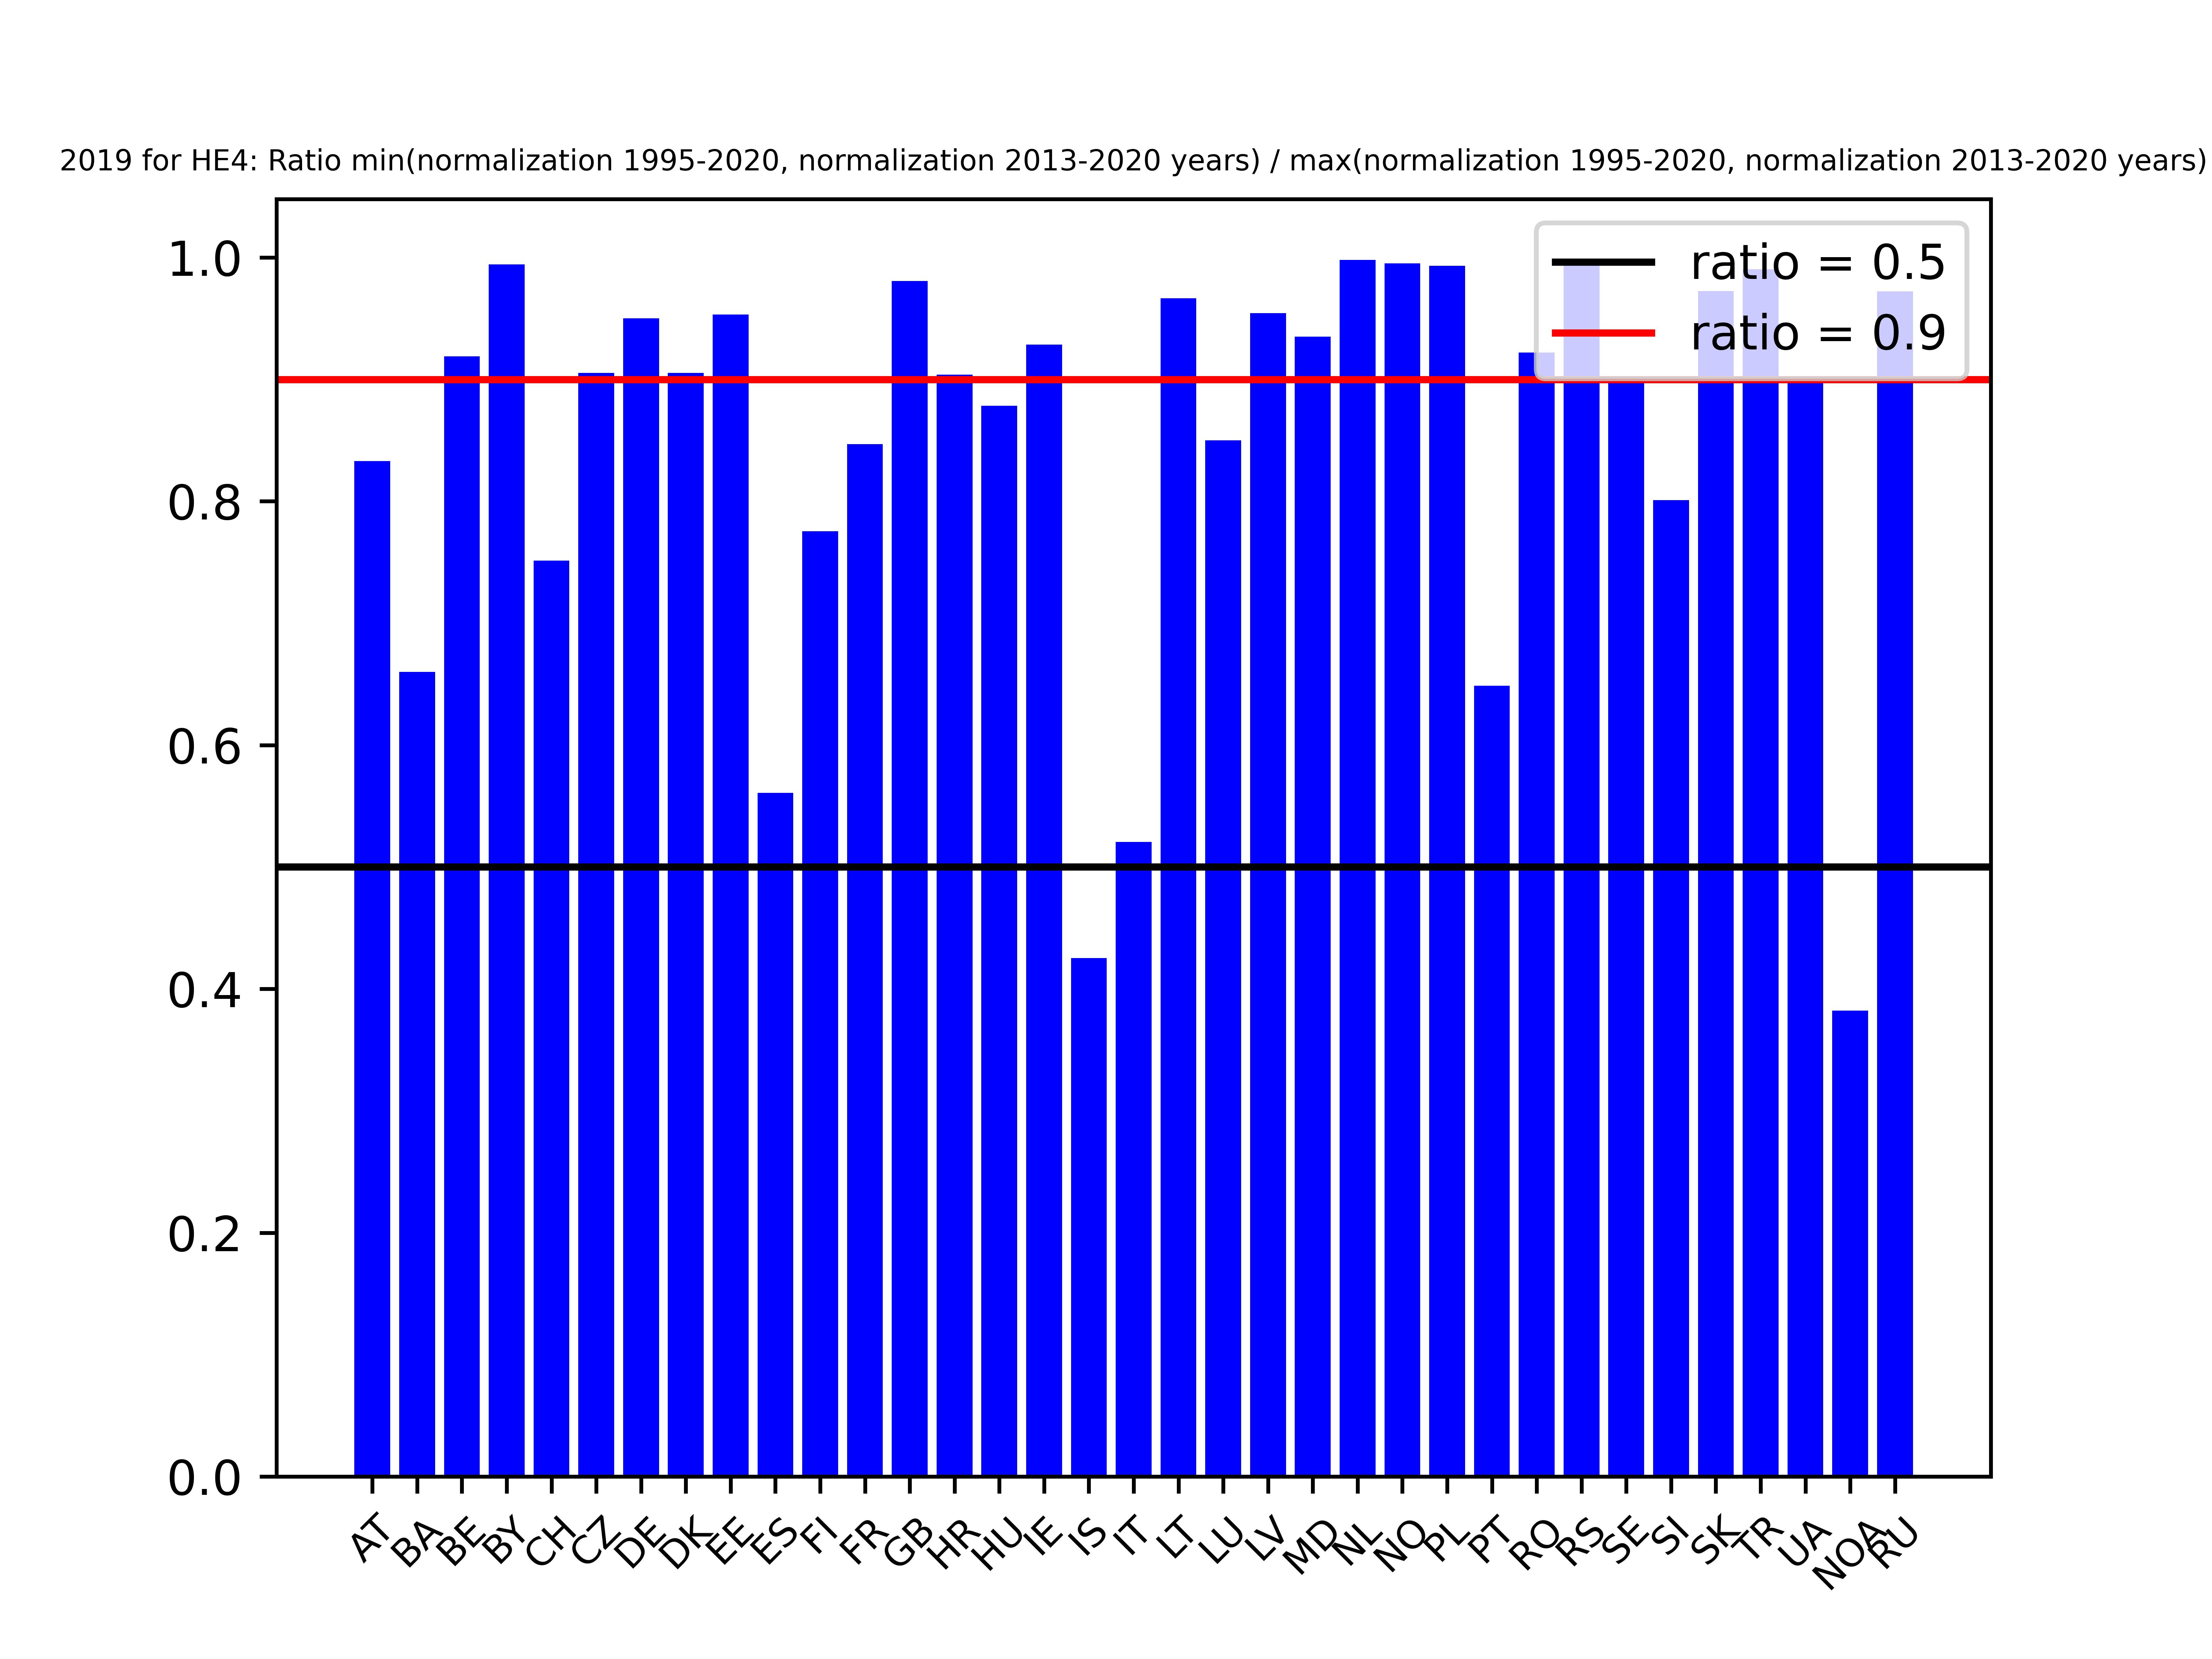 2019 for HE4: Ratio min(normalization 1995-2020, normalization 2013-2020 years) / max(normalization 1995-2020, normalization 2013-2020 years)
ratio = 0.5
ratio = 0.9
1.0
0.8
0.6
0.4
0.2
0.0
AT BA BE BY CH CZ DE DK EE ES FI FR GB HR HU IE IS IT LT LU LV MD NL NO PL PT RO RS SE SI SK TR UA NOA RU